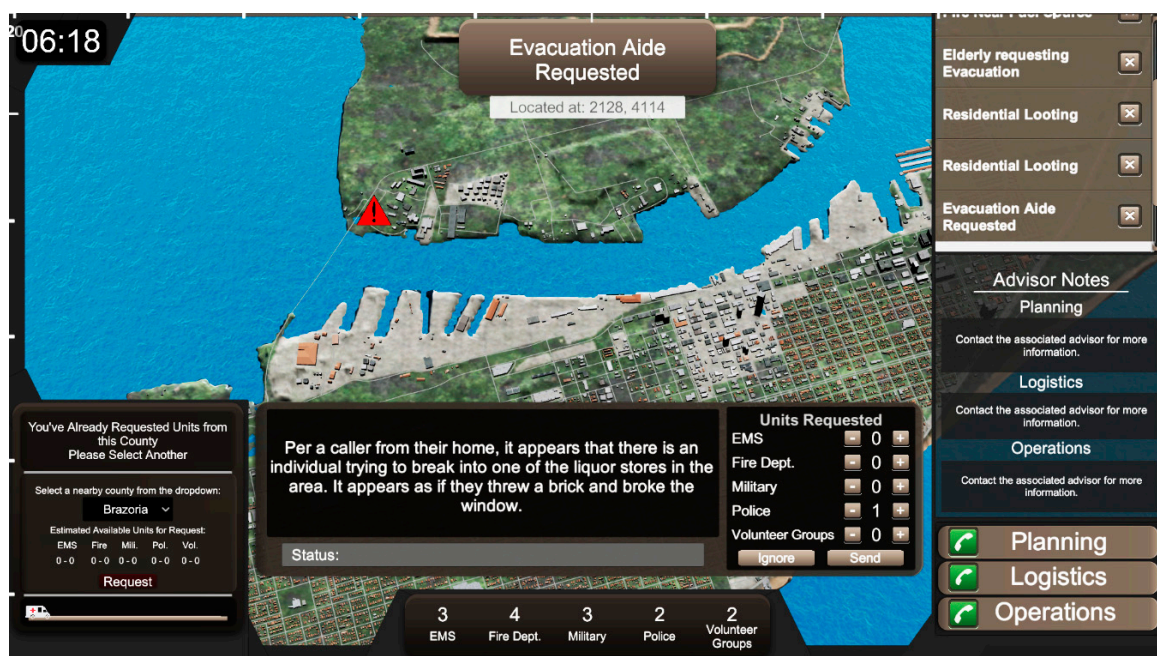 20
06:18
Evacuation Aide
Requested
Located at: 2128, 4114
Fire Near Fuel Spures
Elderly requesting
Evacuation
Residential Looting
Residential Looting
Evacuation Aide
Requested
Advisor Notes
Planning
Contact the associated advisor for more
information.
Logistics
Contact the associated advisor for more
information.
Operations
Contact the associated advisor for more
information.
Planning
Logistics
Operations
You've Already Requested Units from
this County
Please Select Another
Select a nearby county from the dropdown:
Brazoria
Estimated Available Units for Request:
EMS Fire Mili. Pol. Vol.
0 - 0 0 - 0 0 - 0 0 - 0 0 - 0
Request
Per a caller from their home, it appears that there is an
individual trying to break into one of the liquor stores in the
area. It appears as if they threw a brick and broke the
window.
Status:
Units Requested
EMS - 0 +
Fire Dept. - 0 +
Military - 0 +
Police - 1 +
Volunteer Groups - 0 +
Ignore Send
3 4 3 2 2
EMS Fire Dept. Military Police Volunteer
Groups